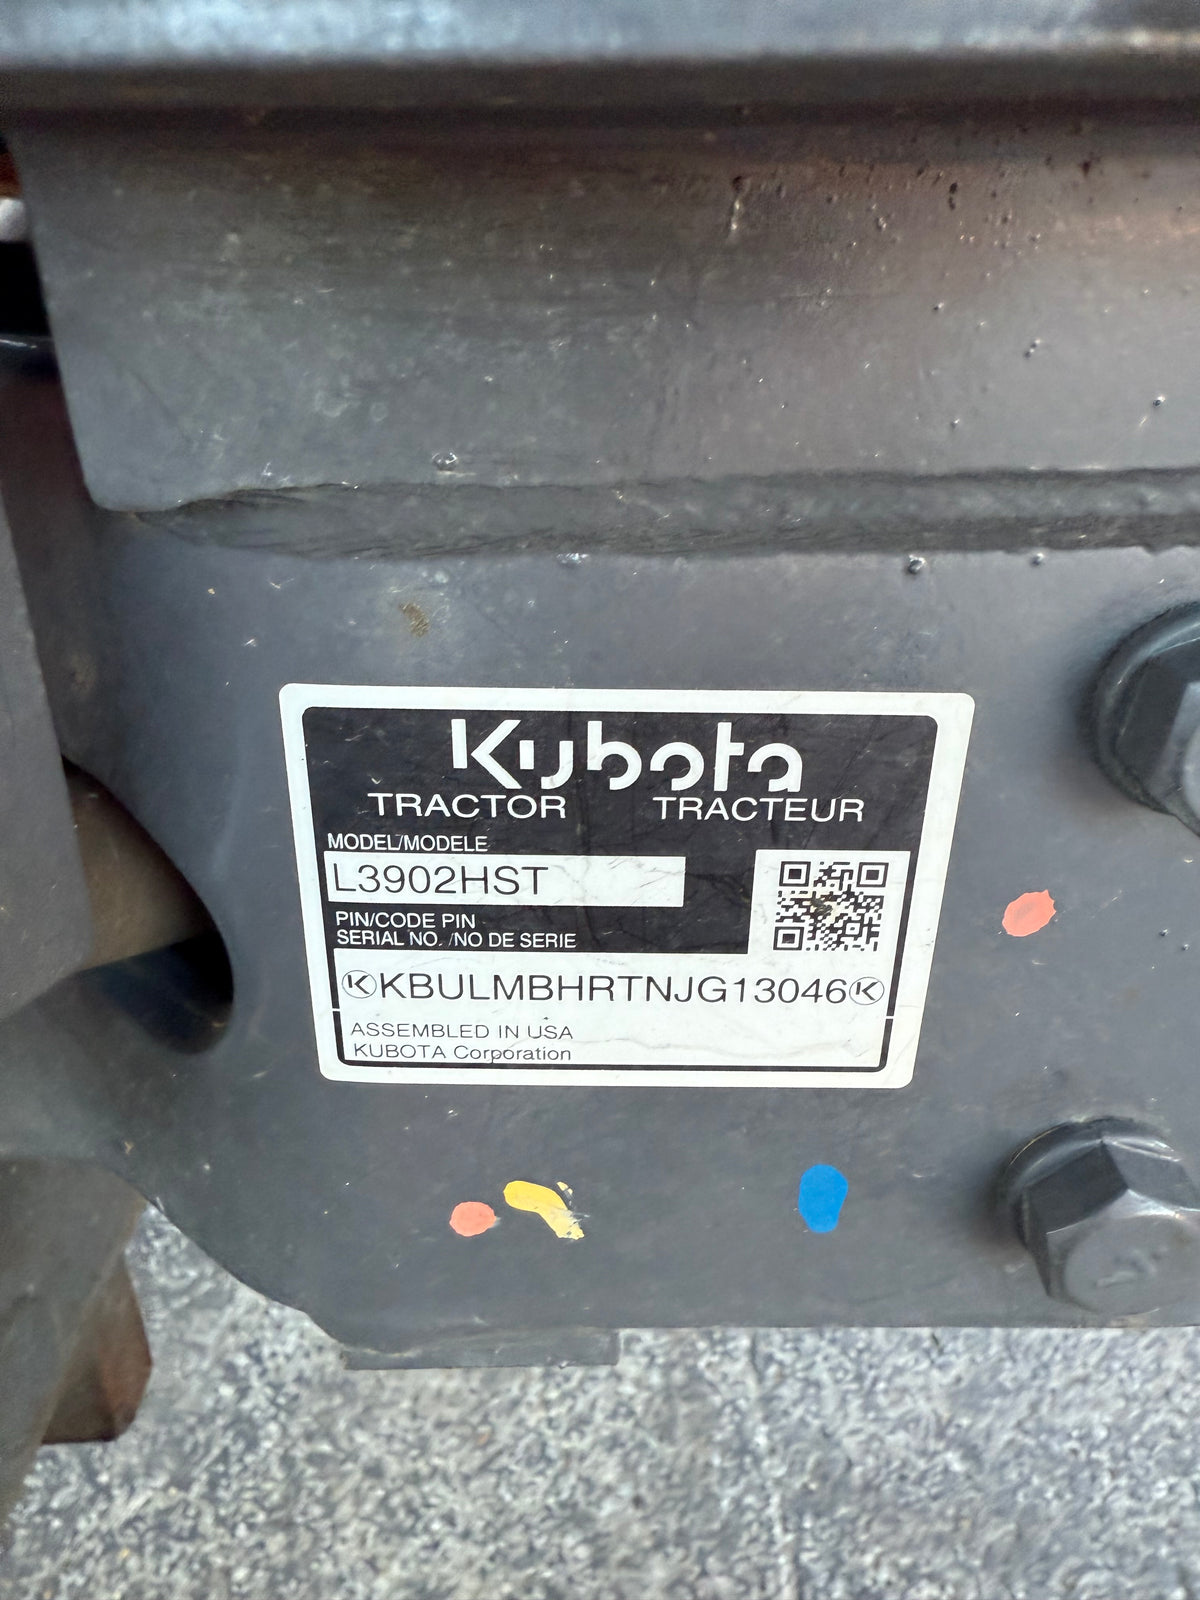 Kubota
TRACTOR TRACTEUR
MODEL/MODELE
L3902HST
PIN/CODE PIN
SERIAL NO. /NO DE SERIE
KBULMBHRTNJG13046
ASSEMBLED IN USA
KUBOTA Corporation